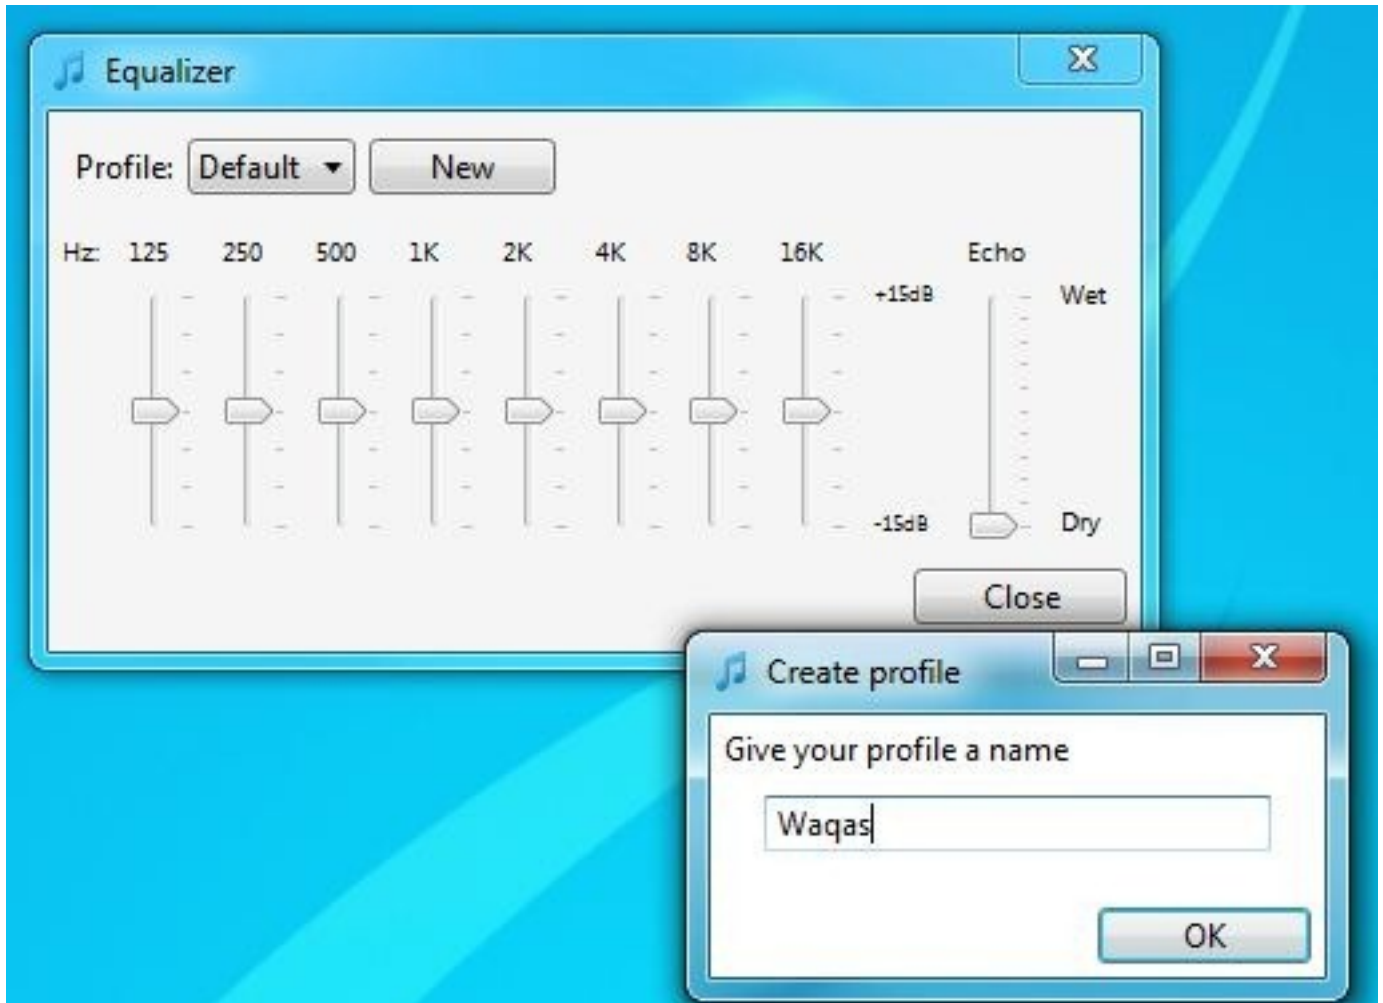 Equalizer
Profile: Default New
Hz: 125 250 500 1K 2K 4K 8K 16K Echo
+15dB Wet
-15dB Dry
Close
Create profile
Give your profile a name
Waqas
OK